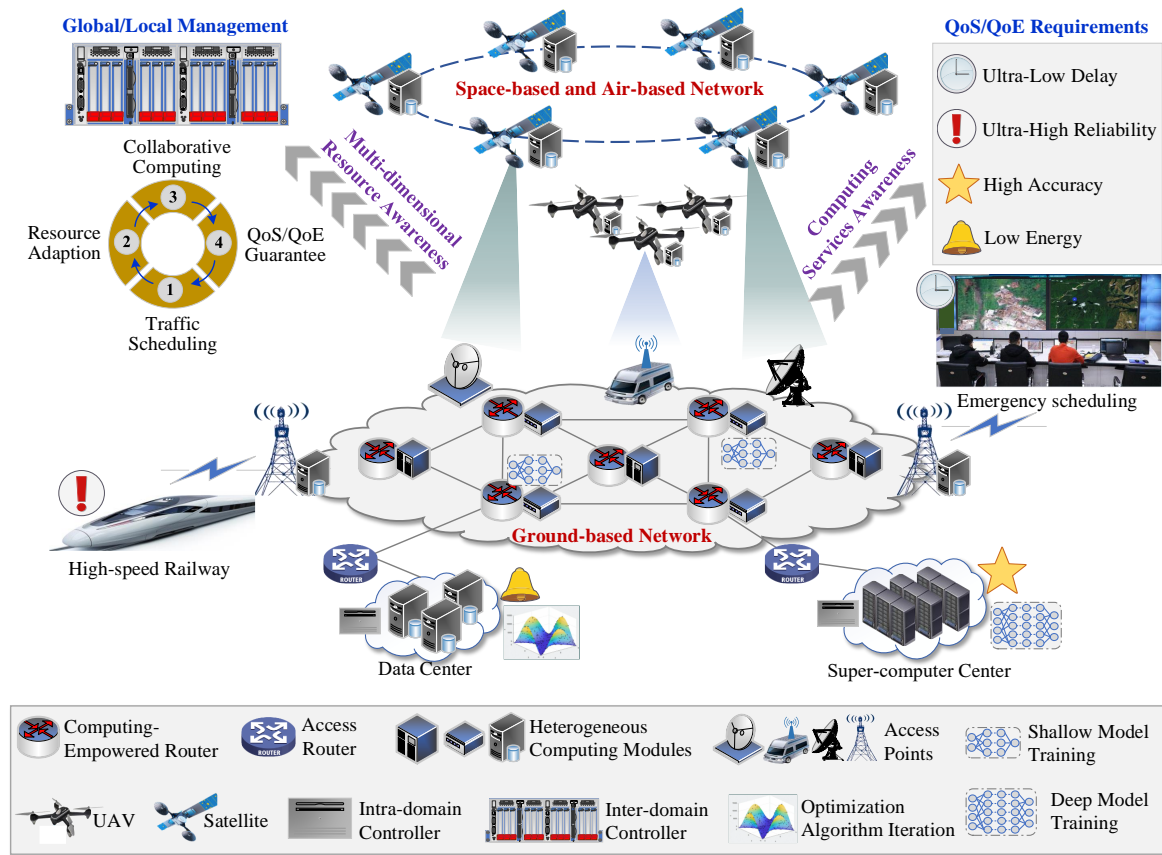 Global/Local Management
QoS/QoE Requirements
Space-based and Air-based Network
Ultra-Low Delay
Ultra-High Reliability
High Accuracy
Low Energy
Collaborative
Computing
Resource
Adaption
QoS/QoE
Guarantee
1
2
3
4
Traffic
Scheduling
Multi-dimensional
Resource Awareness
Computing
Services Awareness
Emergency scheduling
High-speed Railway
Ground-based Network
ROUTER
ROUTER
Data Center
Super-computer Center
Computing-
Empowered Router
ROUTER
Access
Router
Heterogeneous
Computing Modules
Access
Points
Shallow Model
Training
UAV
Satellite
Intra-domain
Controller
Inter-domain
Controller
Optimization
Algorithm Iteration
Deep Model
Training